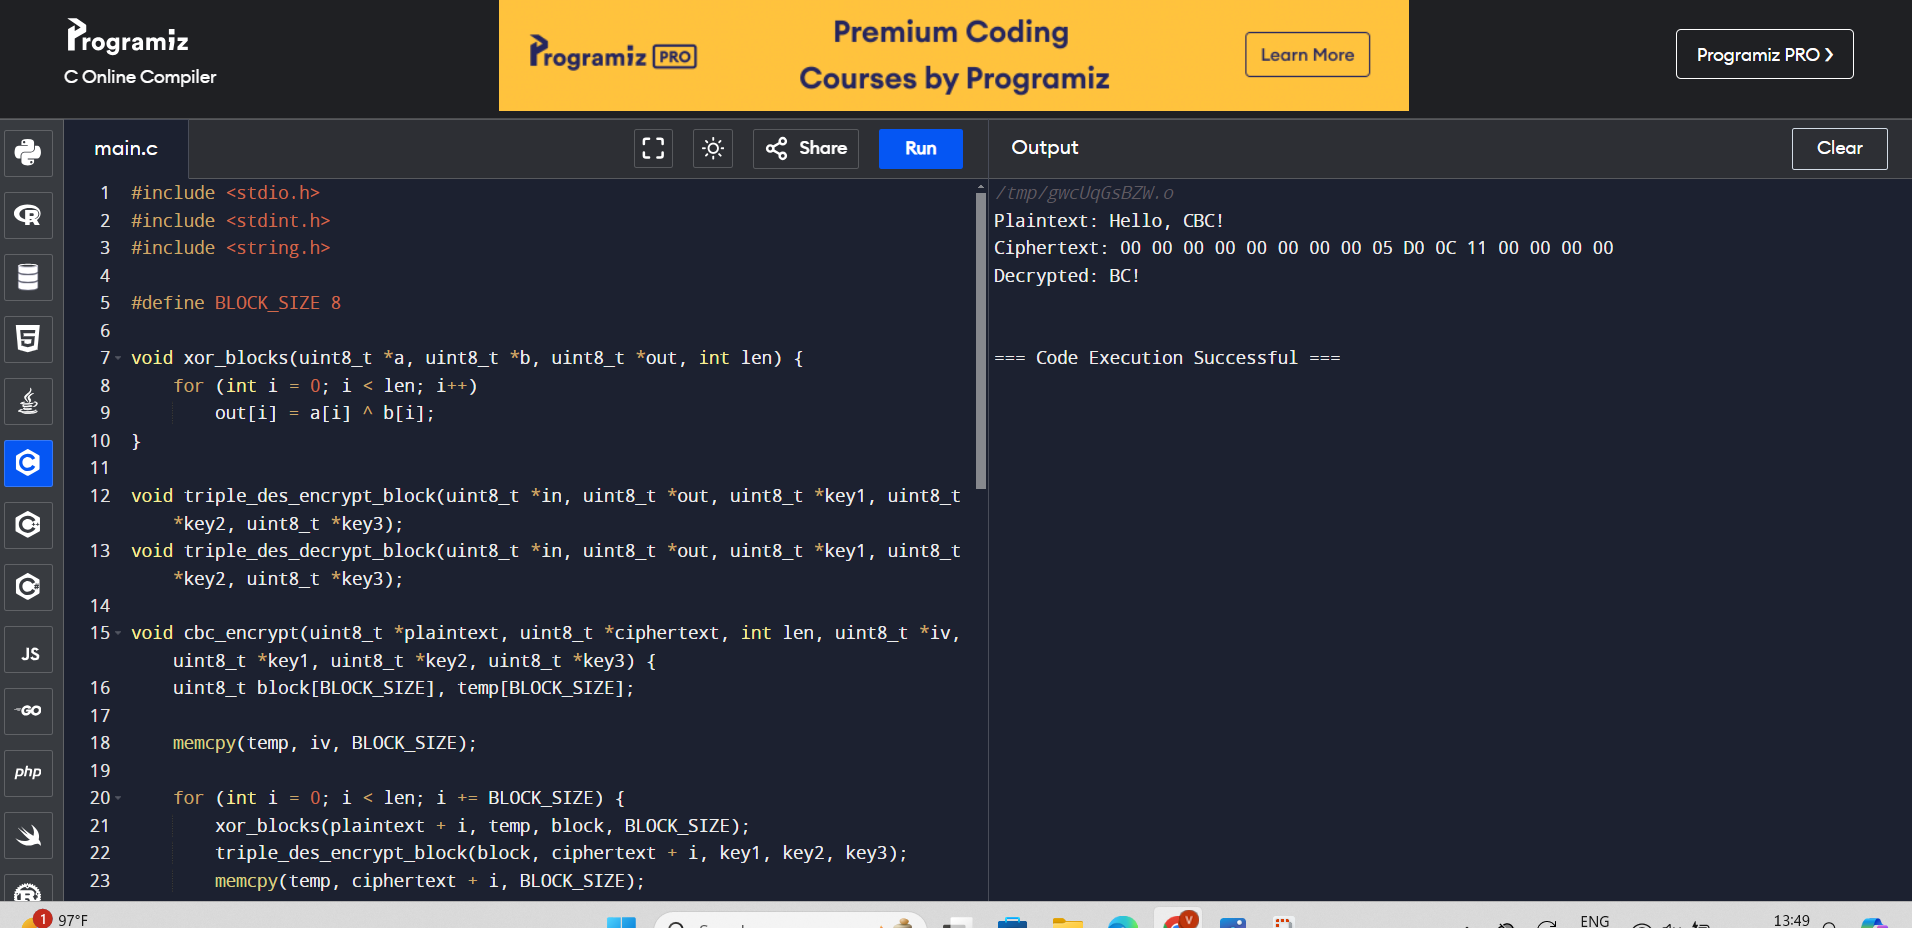 Programiz
C Online Compiler
Programiz PRO
Premium Coding
Courses by Programiz
Learn More
Programiz PRO ❯
main.c
Share
Run
Output
Clear
1 #include <stdio.h>
2 #include <stdint.h>
3 #include <string.h>
4
5 #define BLOCK_SIZE 8
6
7 void xor_blocks(uint8_t *a, uint8_t *b, uint8_t *out, int len) {
8 for (int i = 0; i < len; i++)
9 out[i] = a[i] ^ b[i];
10 }
11
12 void triple_des_encrypt_block(uint8_t *in, uint8_t *out, uint8_t *key1, uint8_t
*key2, uint8_t *key3);
13 void triple_des_decrypt_block(uint8_t *in, uint8_t *out, uint8_t *key1, uint8_t
*key2, uint8_t *key3);
14
15 void cbc_encrypt(uint8_t *plaintext, uint8_t *ciphertext, int len, uint8_t *iv,
uint8_t *key1, uint8_t *key2, uint8_t *key3) {
16 uint8_t block[BLOCK_SIZE], temp[BLOCK_SIZE];
17
18 memcpy(temp, iv, BLOCK_SIZE);
19
20 for (int i = 0; i < len; i += BLOCK_SIZE) {
21 xor_blocks(plaintext + i, temp, block, BLOCK_SIZE);
22 triple_des_encrypt_block(block, ciphertext + i, key1, key2, key3);
23 memcpy(temp, ciphertext + i, BLOCK_SIZE);
/tmp/gwcUqGsBZW.o
Plaintext: Hello, CBC!
Ciphertext: 00 00 00 00 00 00 00 00 05 D0 0C 11 00 00 00 00
Decrypted: BC!
=== Code Execution Successful ===
JS
GO
php
1
97°F
V
ENG
13:49